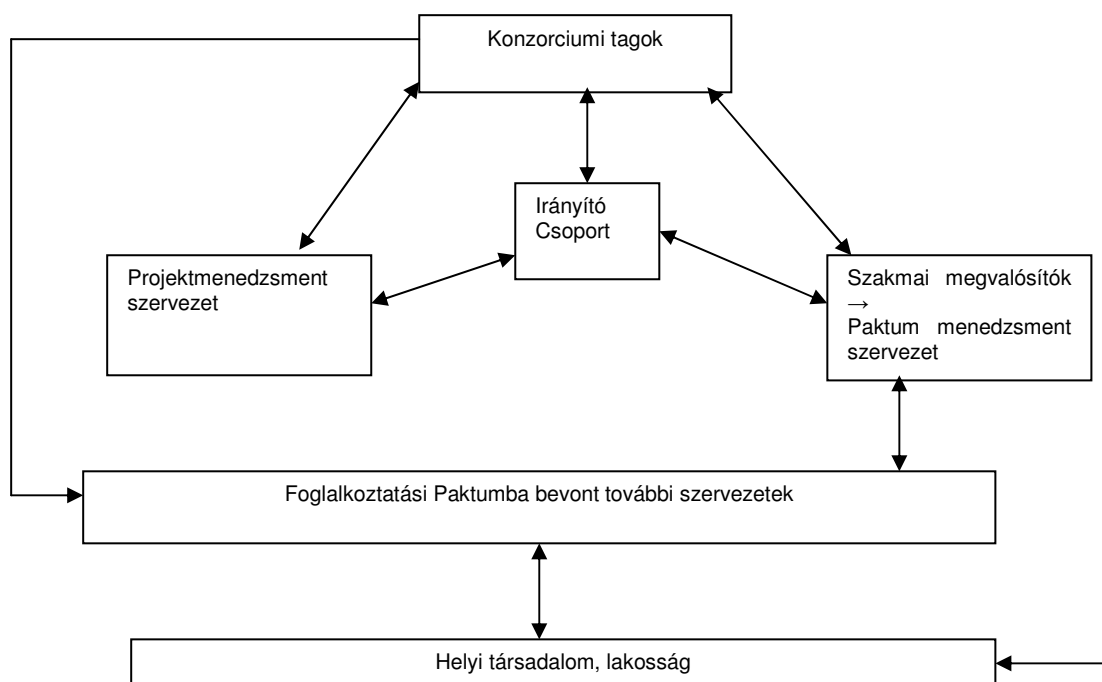 Konzorciumi tagok
Irányító
Csoport
Projektmenedzsment
szervezet
Szakmai megvalósítók
→
Paktum menedzsment
szervezet
Foglalkoztatási Paktumba bevont további szervezetek
Helyi társadalom, lakosság